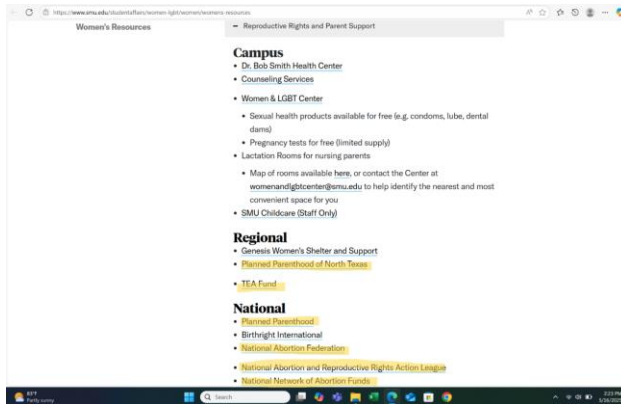 https://www.smu.edu/studentaffairs/women-lgbt/women/womens-resources
Women's Resources
− Reproductive Rights and Parent Support
Campus
• Dr. Bob Smith Health Center
• Counseling Services
• Women & LGBT Center
• Sexual health products available for free (e.g. condoms, lube, dental
dams)
• Pregnancy tests for free (limited supply)
• Lactation Rooms for nursing parents
• Map of rooms available here, or contact the Center at
womenandlgbtcenter@smu.edu to help identify the nearest and most
convenient space for you
• SMU Childcare (Staff Only)
Regional
• Genesis Women's Shelter and Support
• Planned Parenthood of North Texas
• TEA Fund
National
• Planned Parenthood
• Birthright International
• National Abortion Federation
• National Abortion and Reproductive Rights Action League
• National Network of Abortion Funds
Partly sunny
Search